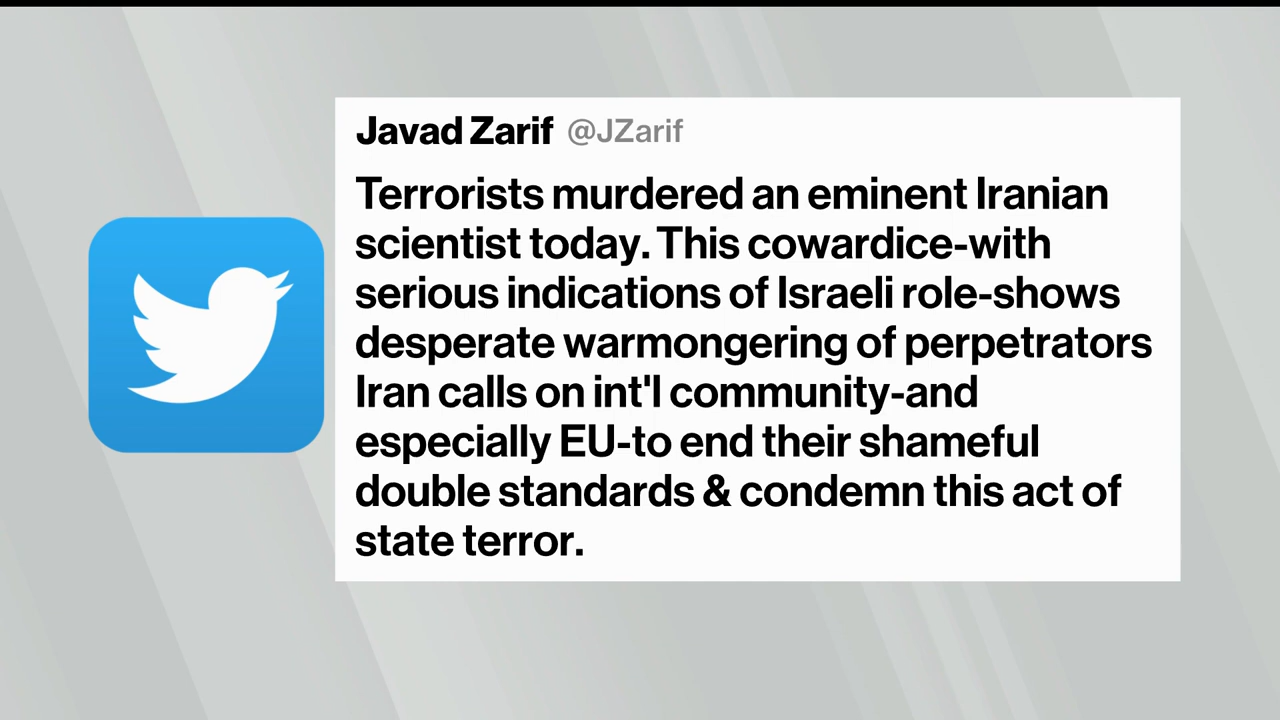 Javad Zarif @JZarif
Terrorists murdered an eminent Iranian
scientist today. This cowardice-with
serious indications of Israeli role-shows
desperate warmongering of perpetrators
Iran calls on int'l community-and
especially EU-to end their shameful
double standards & condemn this act of
state terror.